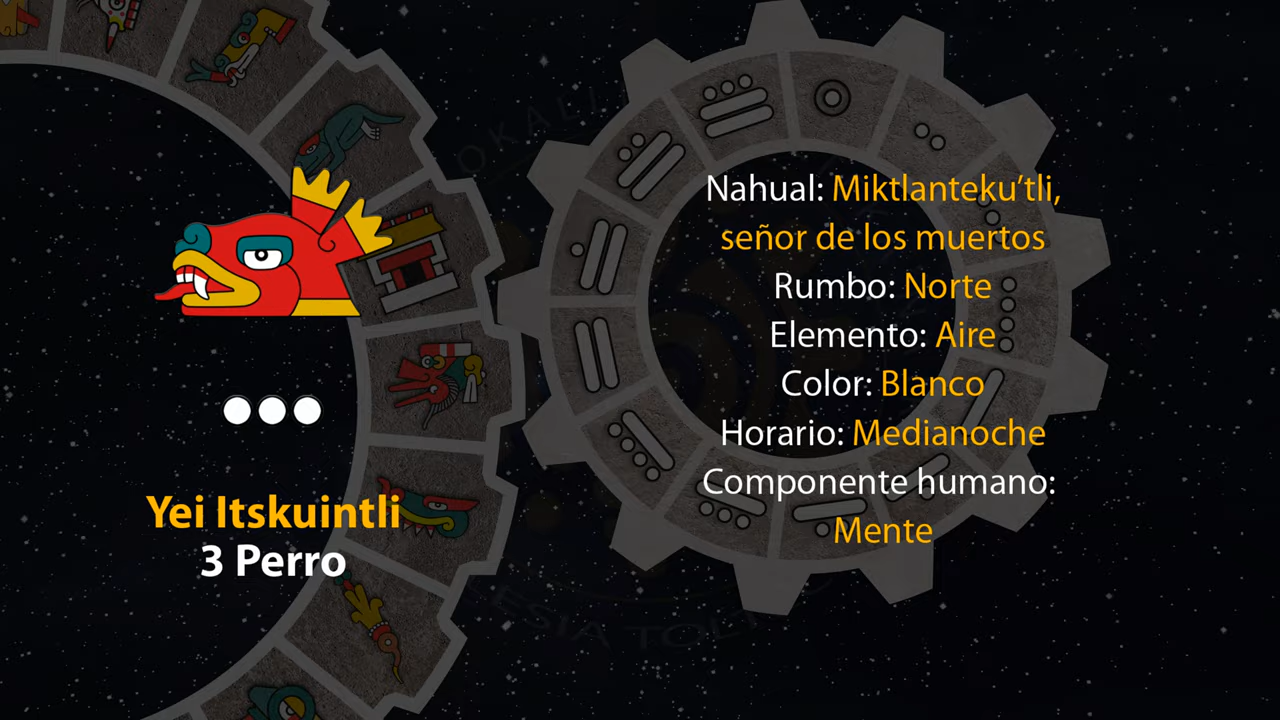 Nahual: Miktlanteku’tli,
señor de los muertos
Rumbo: Norte
Elemento: Aire
Color: Blanco
Horario: Medianoche
Componente humano:
Mente
Yei Itskuintli
3 Perro